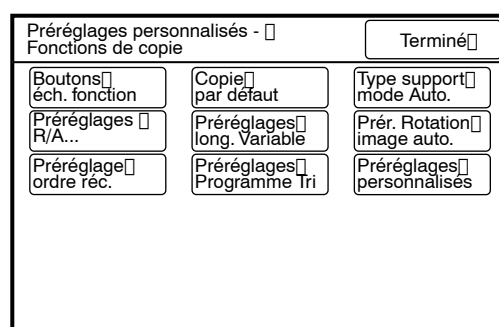 Préréglages personnalisés -
Fonctions de copie
Terminé
Boutons
éch. fonction
Copie
par défaut
Type support
mode Auto.
Préréglages
R/A...
Préréglages
long. Variable
Prér. Rotation
image auto.
Préréglage
ordre réc.
Préréglages
Programme Tri
Préréglages
personnalisés